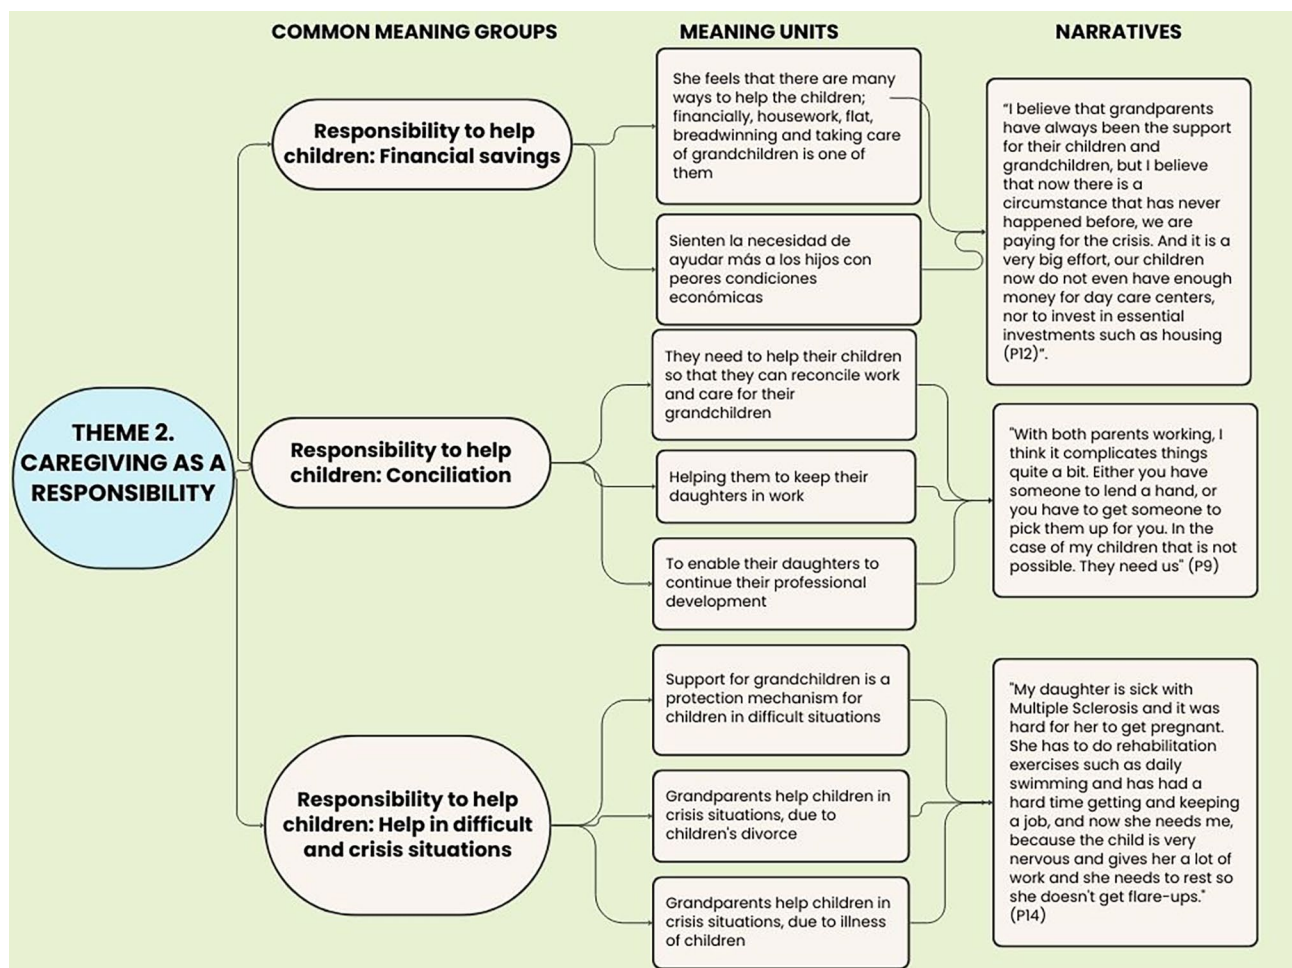 COMMON MEANING GROUPS
MEANING UNITS
NARRATIVES
THEME 2.
CAREGIVING AS A
RESPONSIBILITY
Responsibility to help
children: Financial savings
She feels that there are many
ways to help the children;
financially, housework, flat,
breadwinning and taking care
of grandchildren is one of
them
Sienten la necesidad de
ayudar más a los hijos con
peores condiciones
económicas
"I believe that grandparents
have always been the support
for their children and
grandchildren, but I believe
that now there is a
circumstance that has never
happened before, we are
paying for the crisis. And it is a
very big effort, our children
now do not even have enough
money for day care centers,
nor to invest in essential
investments such as housing
(P12)".
Responsibility to help
children: Conciliation
They need to help their children
so that they can reconcile work
and care for their
grandchildren
Helping them to keep their
daughters in work
To enable their daughters to
continue their professional
development
"With both parents working, I
think it complicates things
quite a bit. Either you have
someone to lend a hand, or
you have to get someone to
pick them up for you. In the
case of my children that is not
possible. They need us" (P9)
Responsibility to help
children: Help in difficult
and crisis situations
Support for grandchildren is a
protection mechanism for
children in difficult situations
Grandparents help children in
crisis situations, due to
children's divorce
Grandparents help children in
crisis situations, due to illness
of children
"My daughter is sick with
Multiple Sclerosis and it was
hard for her to get pregnant.
She has to do rehabilitation
exercises such as daily
swimming and has had a
hard time getting and keeping
a job, and now she needs me,
because the child is very
nervous and gives her a lot of
work and she needs to rest so
she doesn't get flare-ups."
(P14)